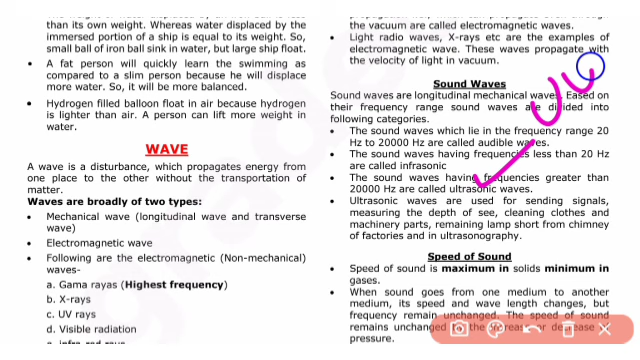 than its own weight. Whereas water displaced by the
immersed portion of a ship is equal to its weight. So,
small ball of iron ball sink in water, but large ship float.
• A fat person will quickly learn the swimming as
compared to a slim person because he will displace
more water. So, it will be more balanced.
• Hydrogen filled balloon float in air because hydrogen
is lighter than air. A person can lift more weight in
water.
WAVE
A wave is a disturbance, which propagates energy from
one place to the other without the transportation of
matter.
Waves are broadly of two types:
• Mechanical wave (longitudinal wave and transverse
wave)
• Electromagnetic wave
• Following are the electromagnetic (Non-mechanical)
waves-
a. Gama rayas (Highest frequency)
b. X-rays
c. UV rays
d. Visible radiation
the vacuum are called electromagnetic waves.
• Light radio waves, X-rays etc are the examples of
electromagnetic wave. These waves propagate with
the velocity of light in vacuum.
Sound Waves
Sound waves are longitudinal mechanical waves. Eased on
their frequency range sound waves are divided into
following categories.
• The sound waves which lie in the frequency range 20
Hz to 20000 Hz are called audible waves.
• The sound waves having frequencies less than 20 Hz
are called infrasonic
• The sound waves having frequencies greater than
20000 Hz are called ultrasonic waves.
• Ultrasonic waves are used for sending signals,
measuring the depth of see, cleaning clothes and
machinery parts, remaining lamp short from chimney
of factories and in ultrasonography.
Speed of Sound
• Speed of sound is maximum in solids minimum in
gases.
• When sound goes from one medium to another
medium, its speed and wave length changes, but
frequency remain unchanged. The speed of sound
remains unchanged by the increase or decrease
pressure.